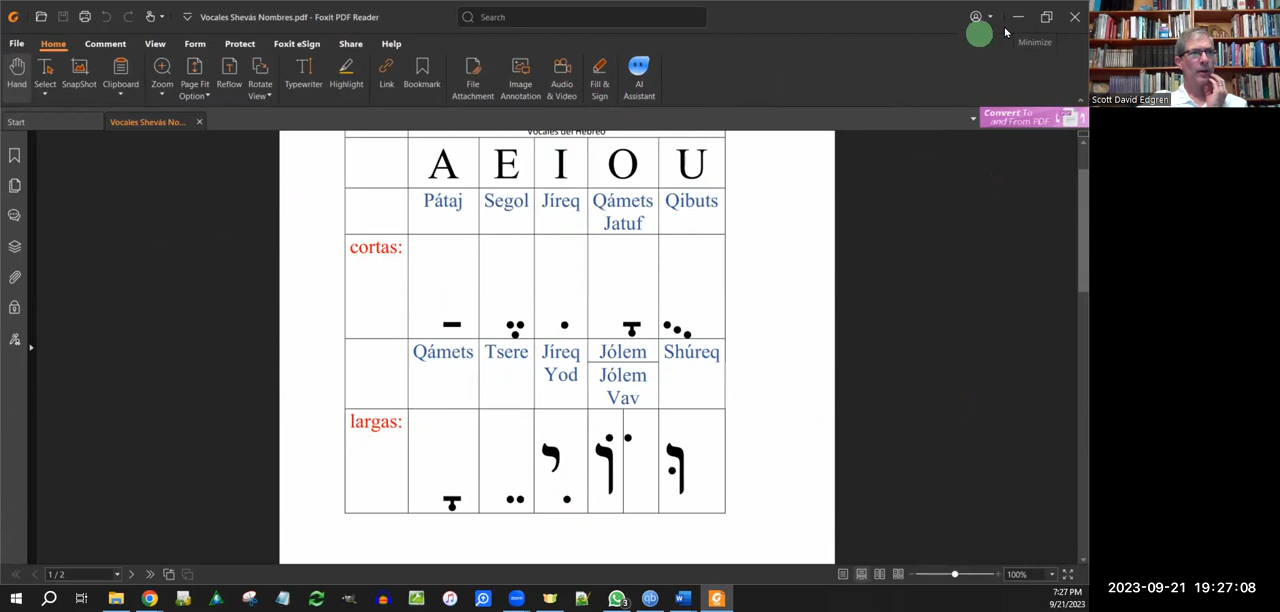 Vocales Shevás Nombres.pdf - Foxit PDF Reader
Search
File Home Comment View Form Protect Foxit eSign Share Help
Minimize
Hand Select SnapShot Clipboard Zoom Page Fit Option Reflow Rotate View Typewriter Highlight Link Bookmark File Attachment Image Annotation Audio & Video Fill & Sign AI Assistant
Scott David Edgren
Start
Vocales Shevás No...
Convert To
and From PDF
Vocales del Hebreo
A E I O U
Pátaj Segol Jíreq Qámets Jatuf Qibuts
cortas:
ַ ֶ ִ ָ ֻ
Qámets Tsere Jíreq Yod Jólem Shúreq
Jólem Vav
largas:
ָ ֵ ִי וֹ ֹ וּ
1 / 2
100%
2023-09-21 19:27:08
3
7:27 PM
9/21/2023